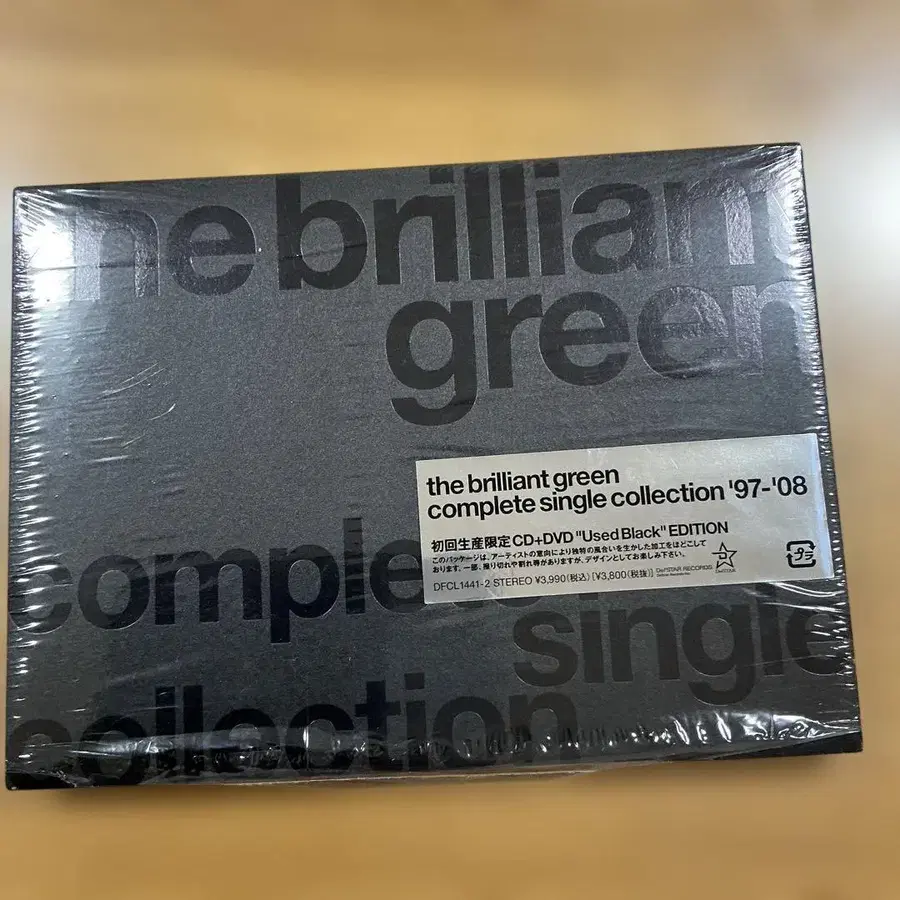 the brilliant
green
complete
single
collection
the brilliant green
complete single collection '97-'08
初回生産限定CD+DVD "Used Black" EDITION
このパッケージは、アーティストの意向により独特の風合いを生かした加工をほどこして
おります。一部、擦り切れや割れ等がありますが、デザインとしてお楽しみ下さい。
DFCL1441-2 STEREO ¥3,990(税込)[¥3,800(税抜)]
DefSTAR RECORDS
プラ